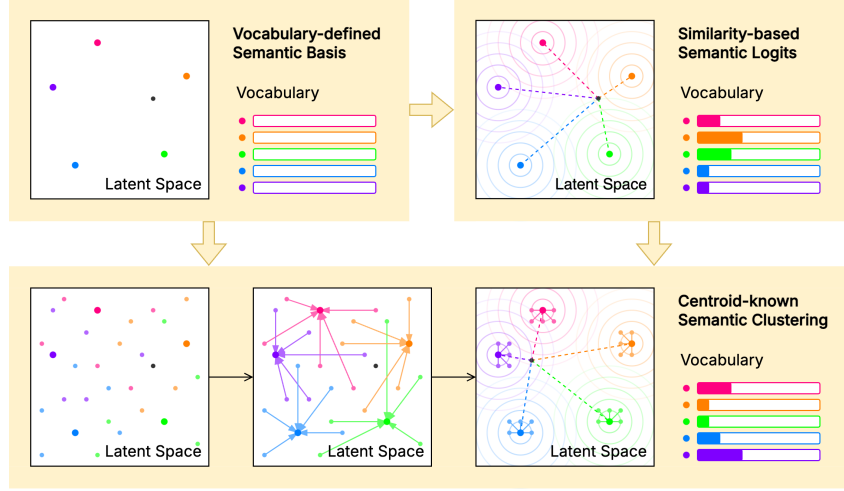 Vocabulary-defined
Semantic Basis
Vocabulary
Latent Space
Similarity-based
Semantic Logits
Vocabulary
Latent Space
Latent Space
Latent Space
Latent Space
Centroid-known
Semantic Clustering
Vocabulary